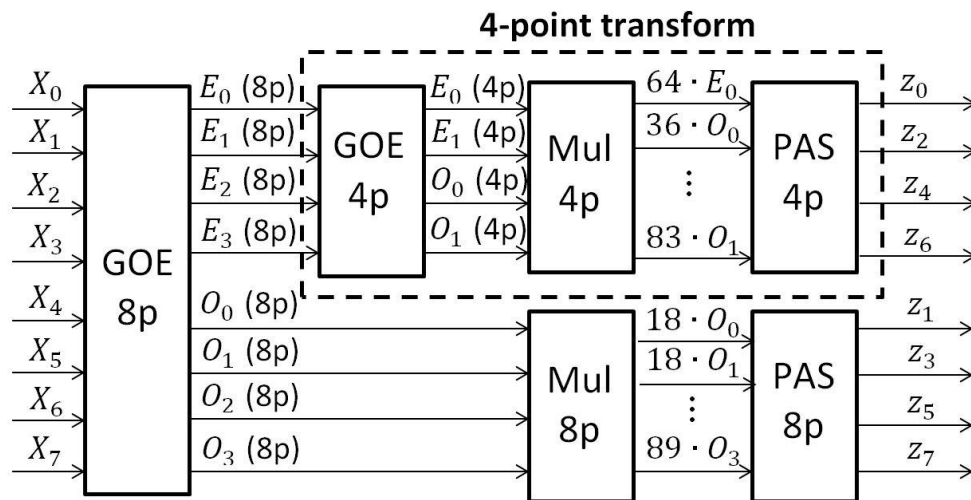 4-point transform
X₀
E₀ (8p)
E₀ (4p)
64 · E₀
z₀
X₁
E₁ (8p)
E₁ (4p)
36 · O₀
z₂
GOE
4p
Mul
4p
⋮
PAS
4p
X₂
E₂ (8p)
O₀ (4p)
z₄
X₃
E₃ (8p)
O₁ (4p)
83 · O₁
z₆
GOE
8p
X₄
O₀ (8p)
18 · O₀
z₁
X₅
O₁ (8p)
18 · O₁
z₃
Mul
8p
⋮
PAS
8p
X₆
O₂ (8p)
z₅
X₇
O₃ (8p)
89 · O₃
z₇